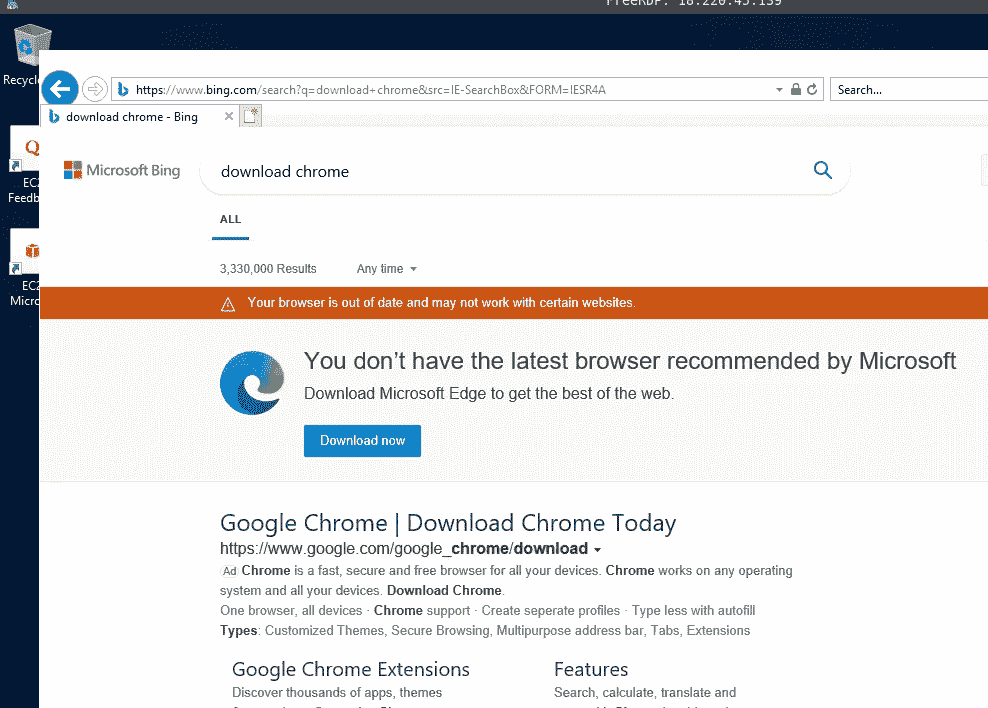 FreeRDP: 18.220.45.139
Recycle
https://www.bing.com/search?q=download+chrome&src=IE-SearchBox&FORM=IESR4A
Search...
download chrome - Bing
EC2
Feedb
Microsoft Bing
download chrome
ALL
3,330,000 Results Any time
EC2
Micro
Your browser is out of date and may not work with certain websites.
You don’t have the latest browser recommended by Microsoft
Download Microsoft Edge to get the best of the web.
Download now
Google Chrome | Download Chrome Today
https://www.google.com/google_chrome/download
Ad Chrome is a fast, secure and free browser for all your devices. Chrome works on any operating
system and all your devices. Download Chrome.
One browser, all devices · Chrome support · Create seperate profiles · Type less with autofill
Types: Customized Themes, Secure Browsing, Multipurpose address bar, Tabs, Extensions
Google Chrome Extensions Features
Discover thousands of apps, themes Search, calculate, translate and